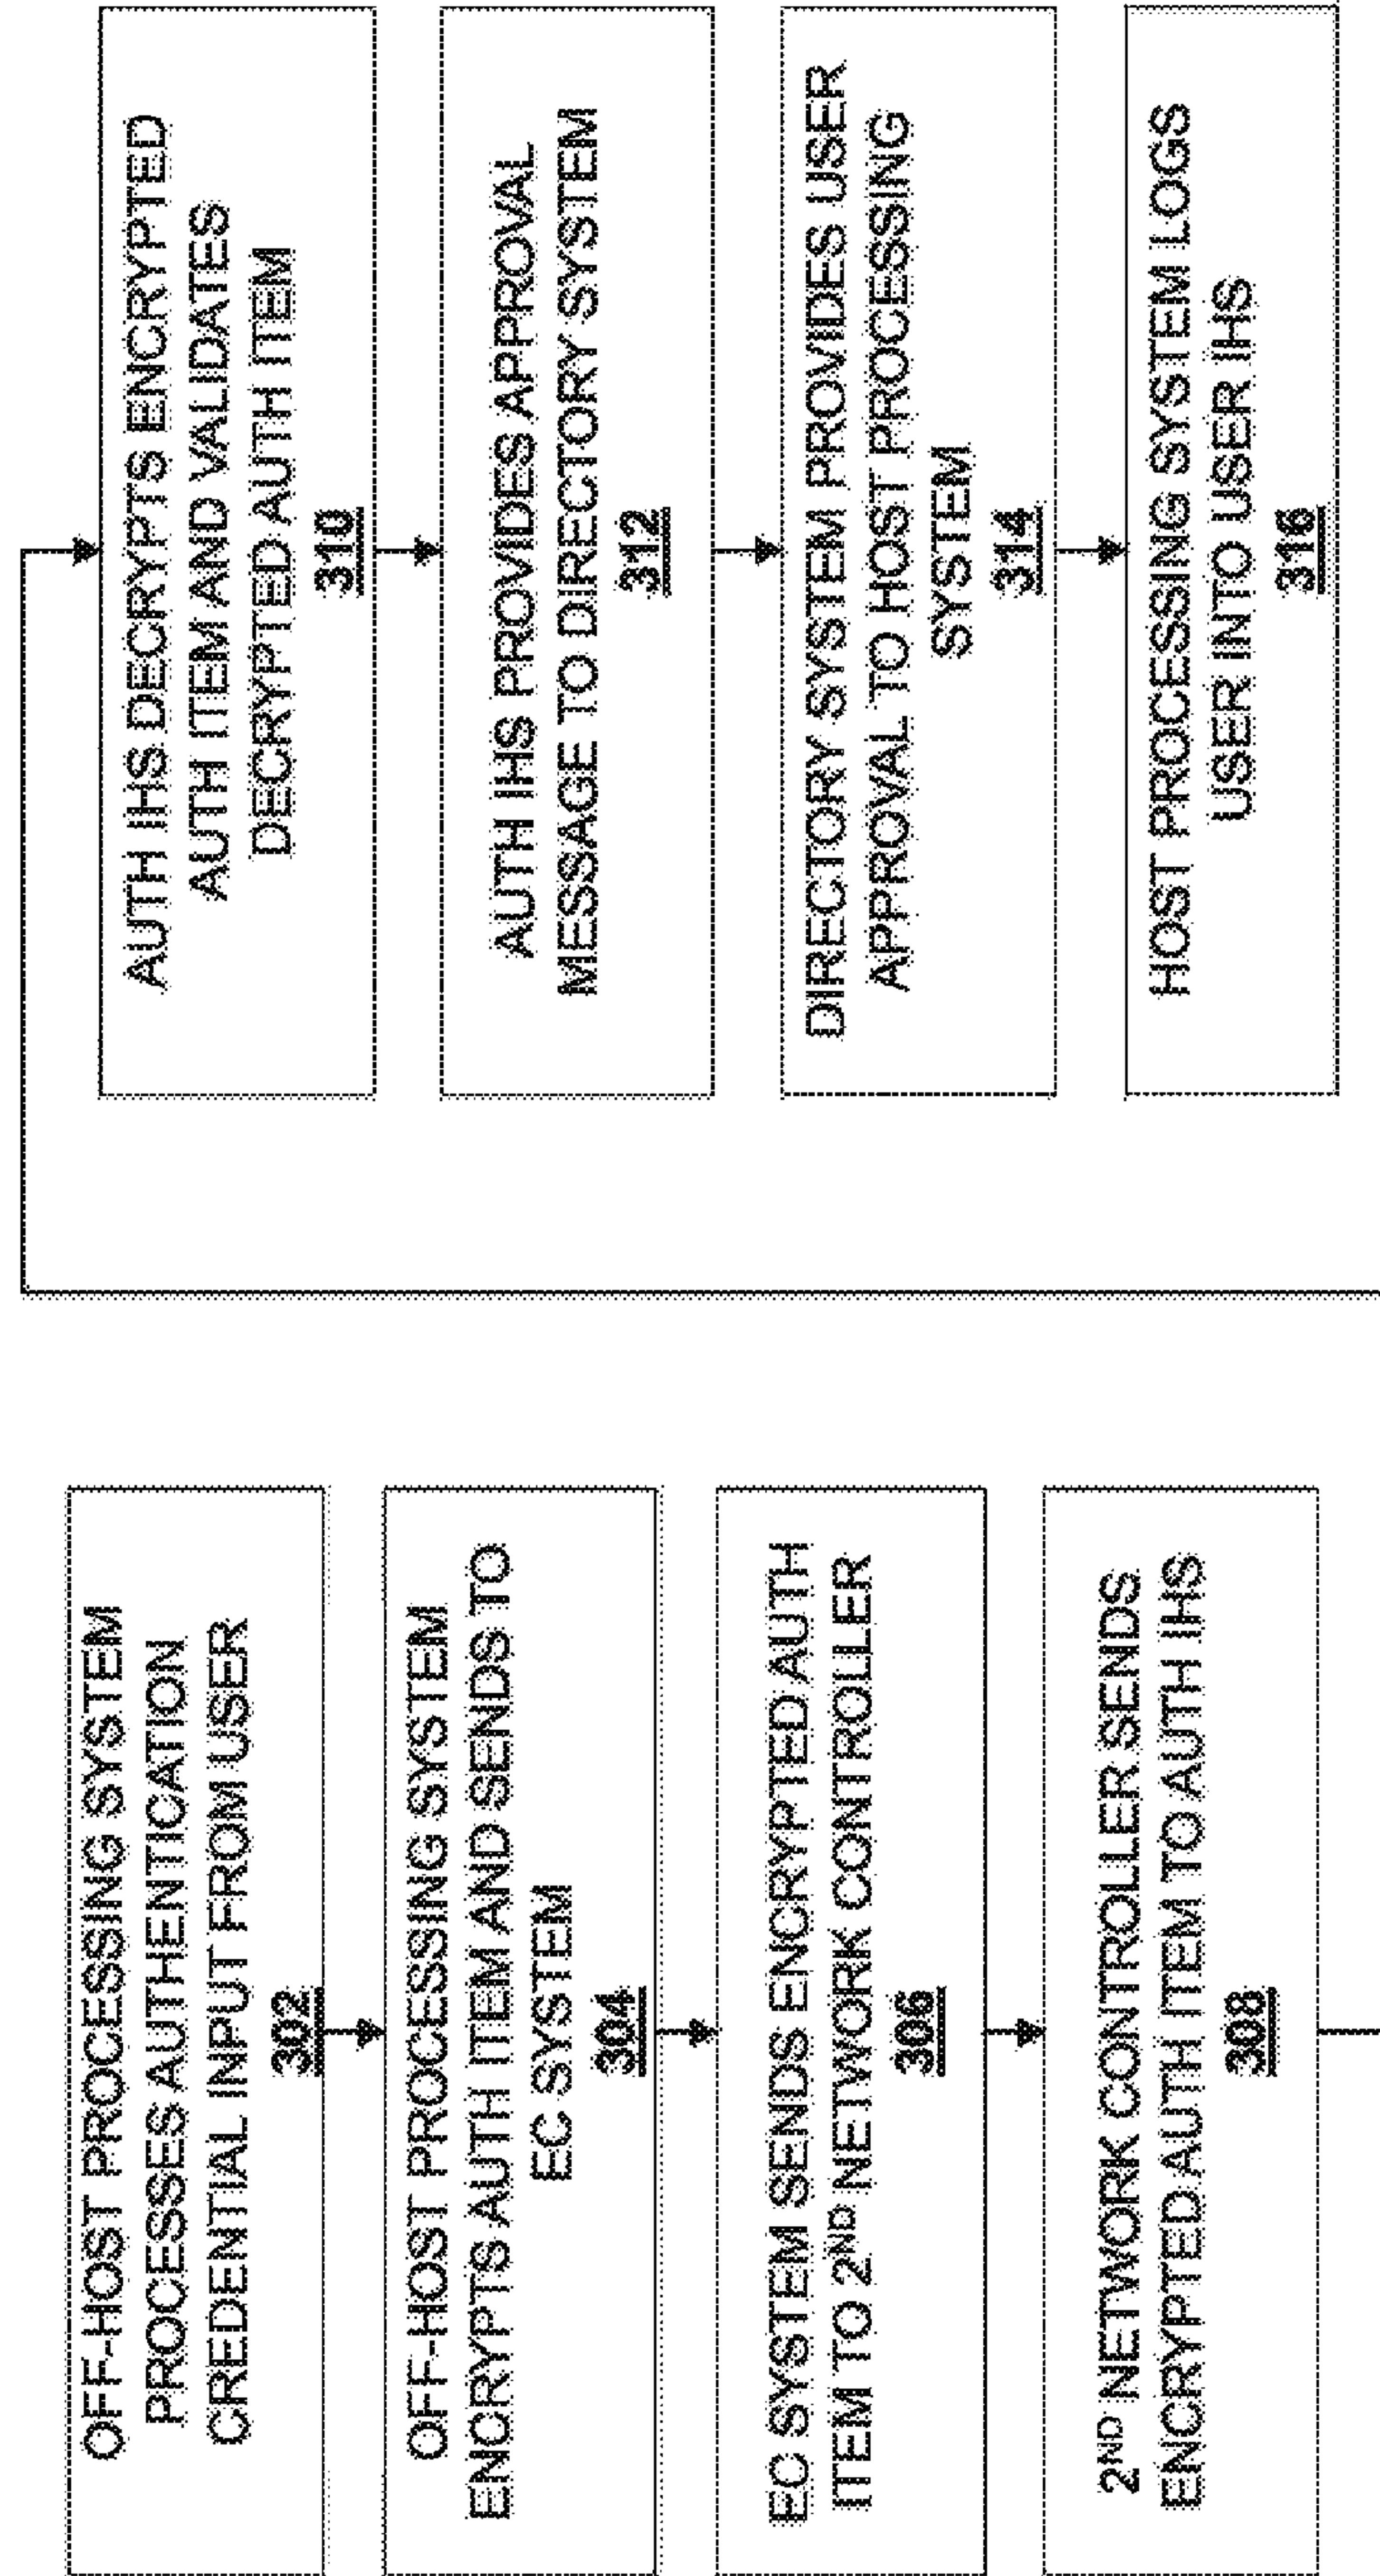 OFF-HOST PROCESSING SYSTEM
PROCESSES AUTHENTICATION
CREDENTIAL INPUT FROM USER
302
OFF-HOST PROCESSING SYSTEM
ENCRYPTS AUTH ITEM AND SENDS TO
EC SYSTEM
304
EC SYSTEM SENDS ENCRYPTED AUTH
ITEM TO 2ND NETWORK CONTROLLER
306
2ND NETWORK CONTROLLER SENDS
ENCRYPTED AUTH ITEM TO AUTH IHS
308
AUTH IHS DECRYPTS ENCRYPTED
AUTH ITEM AND VALIDATES
DECRYPTED AUTH ITEM
310
AUTH IHS PROVIDES APPROVAL
MESSAGE TO DIRECTORY SYSTEM
312
DIRECTORY SYSTEM PROVIDES USER
APPROVAL TO HOST PROCESSING
SYSTEM
314
HOST PROCESSING SYSTEM LOGS
USER INTO USER IHS
316